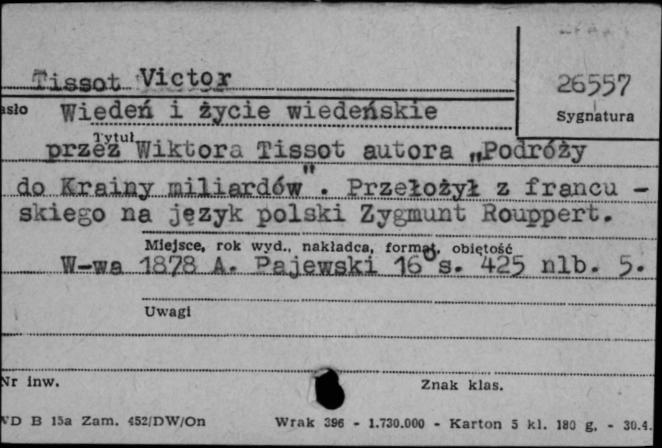 Tissot Victor
26557
asło Wiedeń i życie wiedeńskie
Sygnatura
Tytuł
przez Wiktora Tissot autora „Podróży
do Krainy miliardów". Przełożył z francu -
skiego na język polski Zygmunt Rouppert.
Miejsce, rok wyd., nakładca, format, objętość
W-wa 1878 A. Pajewski 16° s. 425 nlb. 5.
Uwagi
Nr inw.
Znak klas.
WD B 15a Zam. 452/DW/On Wrak 396 - 1.730.000 - Karton 5 kl. 180 g. - 30.4.